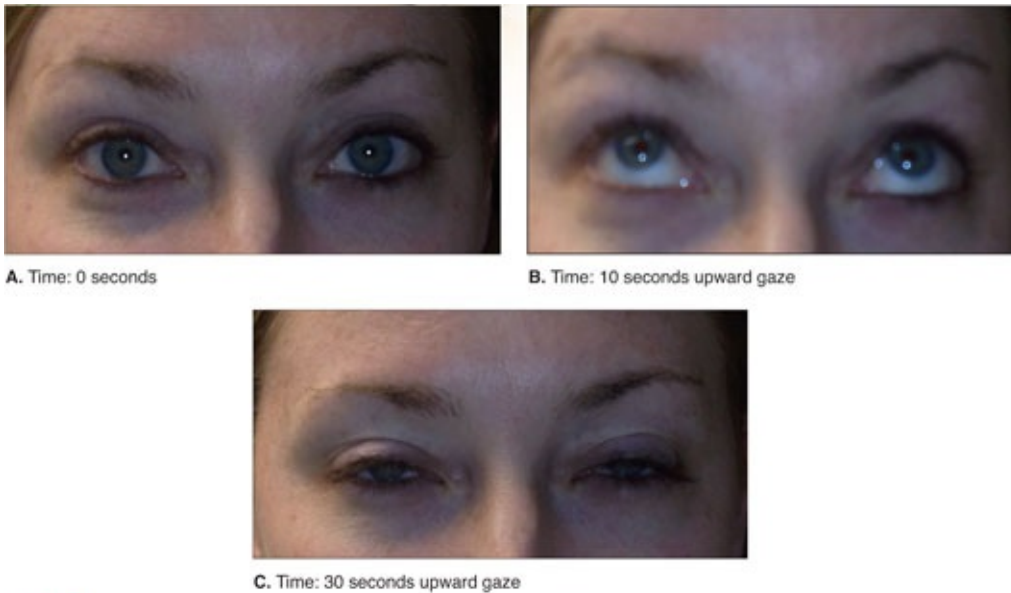 A. Time: 0 seconds
B. Time: 10 seconds upward gaze
C. Time: 30 seconds upward gaze